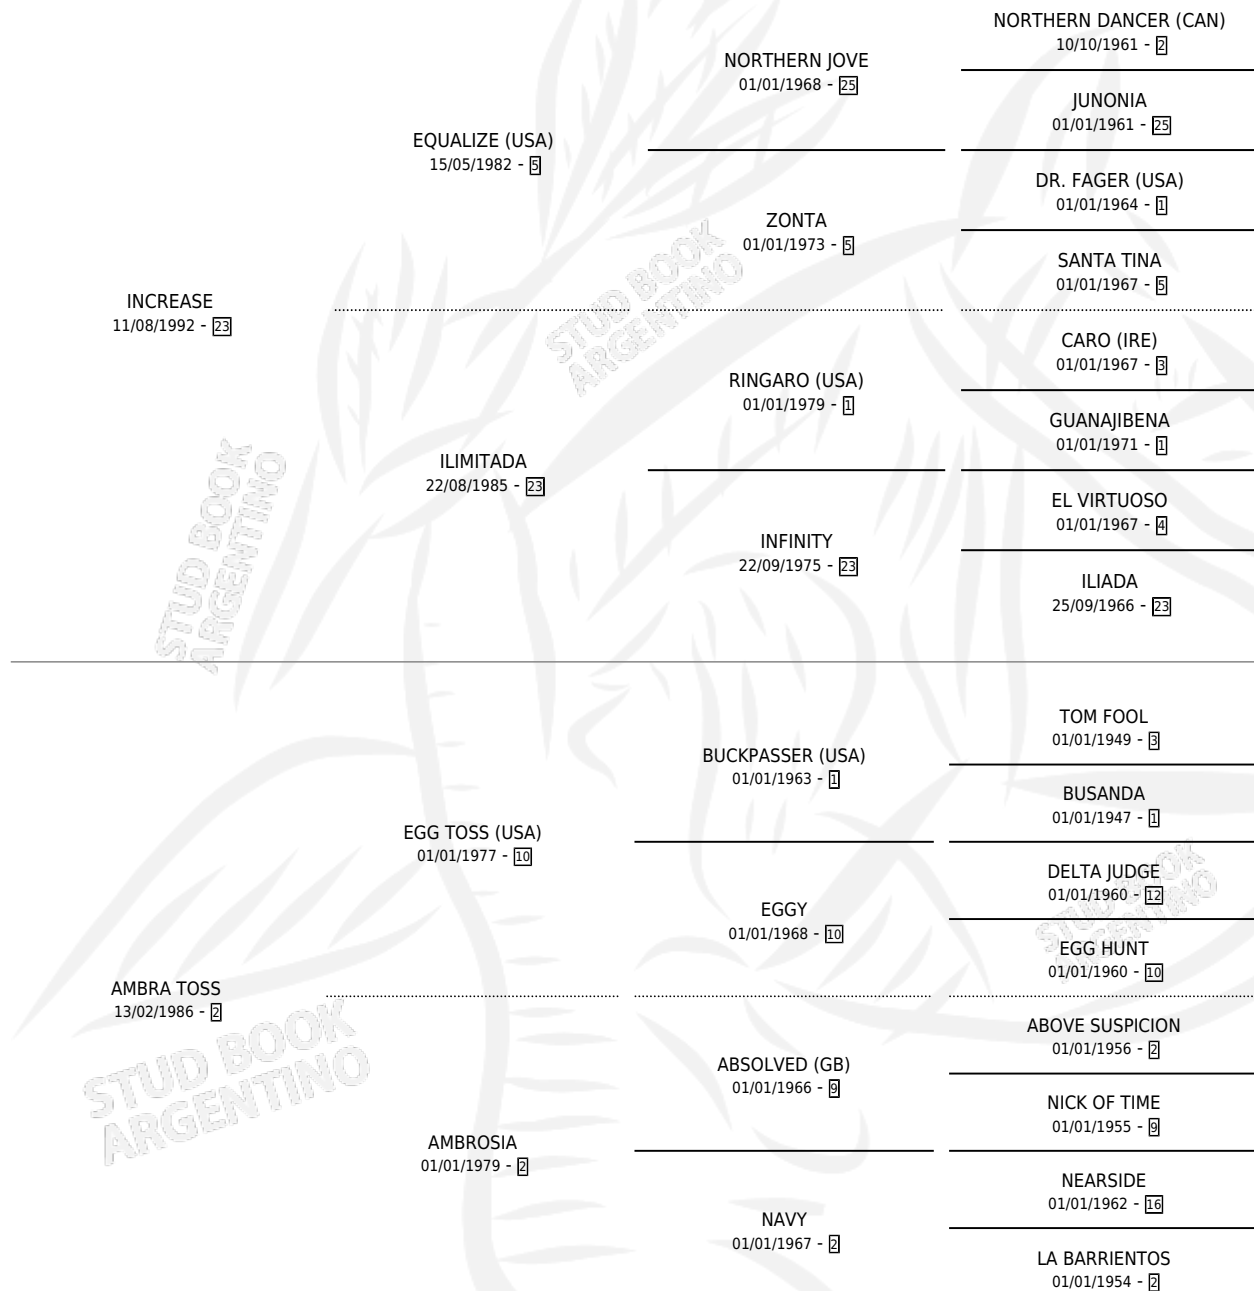 NORTHERN DANCER (CAN)
10/10/1961 - 2
NORTHERN JOVE
01/01/1968 - 25
JUNONIA
01/01/1961 - 25
EQUALIZE (USA)
15/05/1982 - 5
DR. FAGER (USA)
01/01/1964 - 1
ZONTA
01/01/1973 - 5
SANTA TINA
01/01/1967 - 5
INCREASE
11/08/1992 - 23
CARO (IRE)
01/01/1967 - 3
RINGARO (USA)
01/01/1979 - 1
GUANAJIBENA
01/01/1971 - 1
ILIMITADA
22/08/1985 - 23
EL VIRTUOSO
01/01/1967 - 4
INFINITY
22/09/1975 - 23
ILIADA
25/09/1966 - 23
TOM FOOL
01/01/1949 - 3
BUCKPASSER (USA)
01/01/1963 - 1
BUSANDA
01/01/1947 - 1
EGG TOSS (USA)
01/01/1977 - 10
DELTA JUDGE
01/01/1960 - 12
EGGY
01/01/1968 - 10
EGG HUNT
01/01/1960 - 10
AMBRA TOSS
13/02/1986 - 2
ABOVE SUSPICION
01/01/1956 - 2
ABSOLVED (GB)
01/01/1966 - 9
NICK OF TIME
01/01/1955 - 9
AMBROSIA
01/01/1979 - 2
NEARSIDE
01/01/1962 - 16
NAVY
01/01/1967 - 2
LA BARRIENTOS
01/01/1954 - 2
STUD BOOK
ARGENTINO
STUD BOOK
ARGENTINO
STUD BOOK
ARGENTINO
STUD BOOK
ARGENTINO